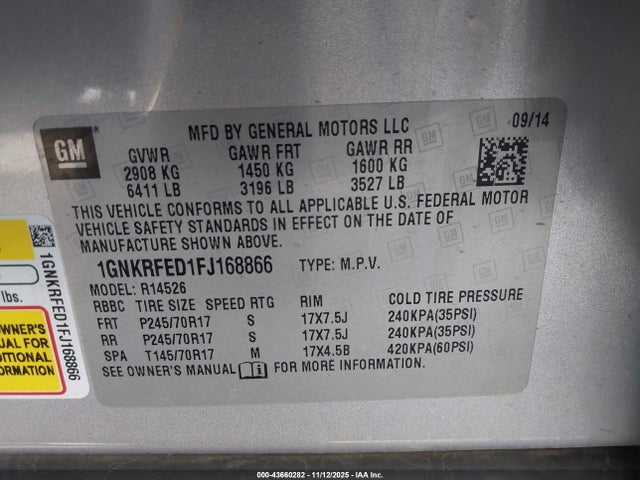 GM
MFD BY GENERAL MOTORS LLC 09/14
GVWR GAWR FRT GAWR RR
2908 KG 1450 KG 1600 KG
6411 LB 3196 LB 3527 LB
THIS VEHICLE CONFORMS TO ALL APPLICABLE U.S. FEDERAL MOTOR
VEHICLE SAFETY STANDARDS IN EFFECT ON THE DATE OF
MANUFACTURE SHOWN ABOVE.
1GNKRFED1FJ168866 TYPE: M.P.V.
MODEL: R14526
RBBC TIRE SIZE SPEED RTG RIM COLD TIRE PRESSURE
FRT P245/70R17 S 17X7.5J 240KPA(35PSI)
RR P245/70R17 S 17X7.5J 240KPA(35PSI)
SPA T145/70R17 M 17X4.5B 420KPA(60PSI)
SEE OWNER'S MANUAL i FOR MORE INFORMATION.
1GNKRFED1FJ168866
lbs.
OWNER'S
MANUAL FOR
ADDITIONAL
INFORMATION
000-43660282 - 11/12/2025 - IAA Inc.